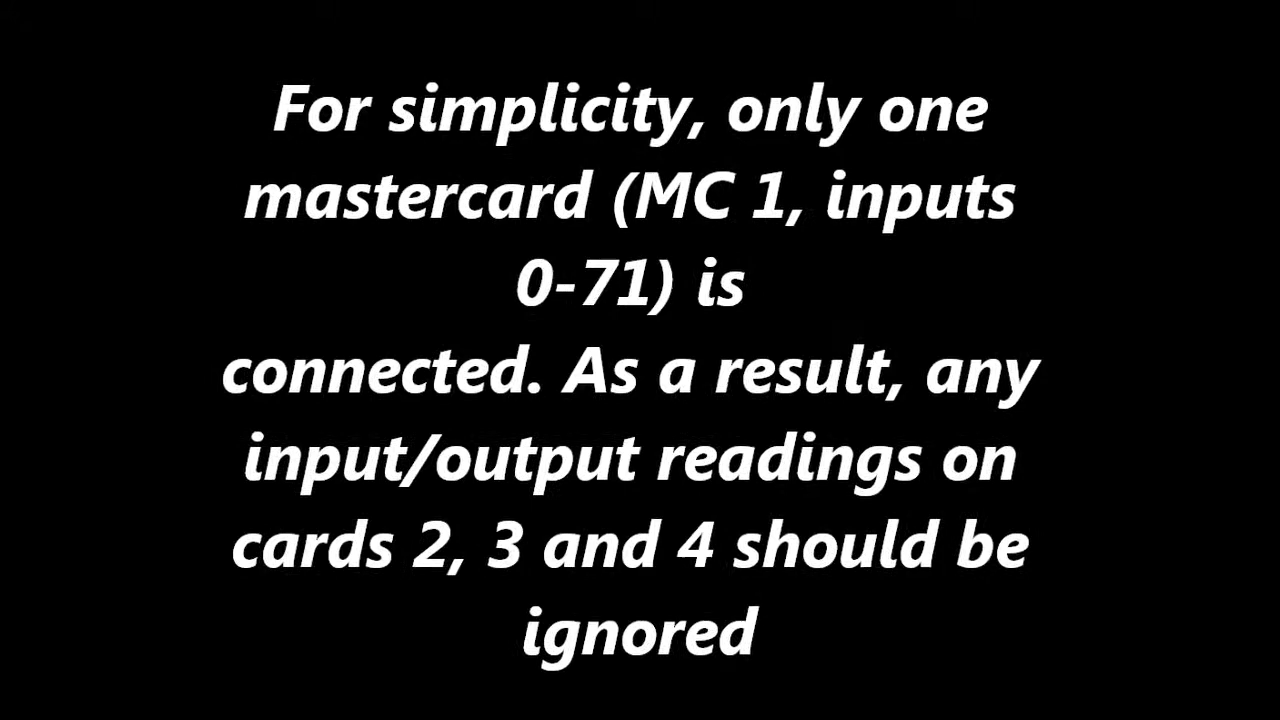 For simplicity, only one
mastercard (MC 1, inputs
0-71) is
connected. As a result, any
input/output readings on
cards 2, 3 and 4 should be
ignored